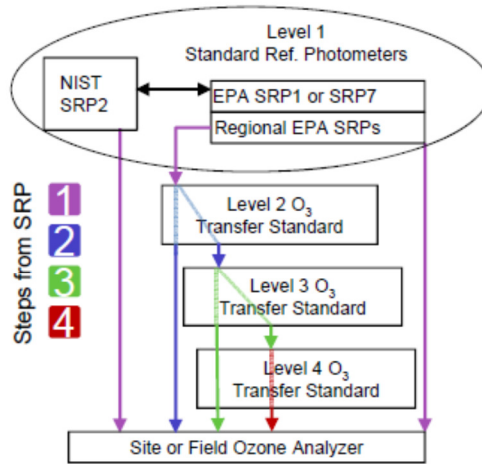 Level 1
Standard Ref. Photometers
NIST
SRP2
EPA SRP1 or SRP7
Regional EPA SRPs
Steps from SRP
1
2
3
4
Level 2 O₃
Transfer Standard
Level 3 O₃
Transfer Standard
Level 4 O₃
Transfer Standard
Site or Field Ozone Analyzer